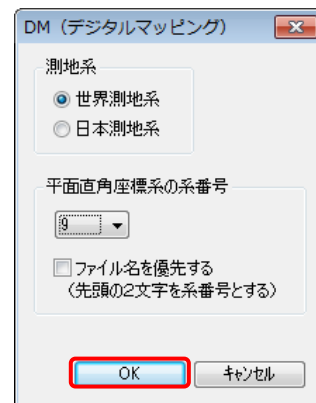 DM（デジタルマッピング）
測地系
世界測地系
日本測地系
平面直角座標系の系番号
9
ファイル名を優先する
（先頭の2文字を系番号とする）
OK
キャンセル